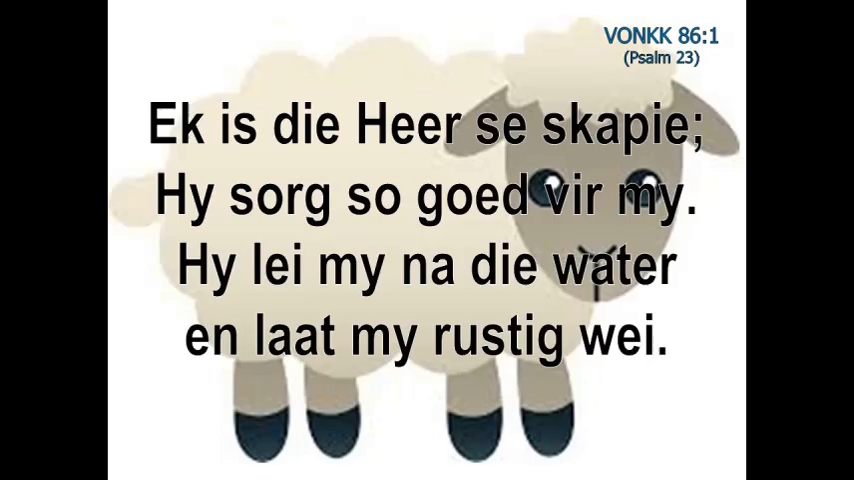 VONKK 86:1
(Psalm 23)
Ek is die Heer se skapie;
Hy sorg so goed vir my.
Hy lei my na die water
en laat my rustig wei.